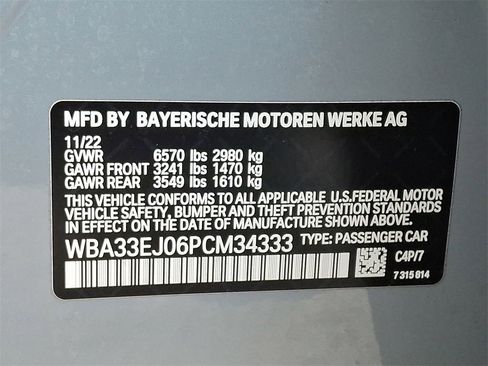 MFD BY BAYERISCHE MOTOREN WERKE AG
11/22
GVWR 6570 lbs 2980 kg
GAWR FRONT 3241 lbs 1470 kg
GAWR REAR 3549 lbs 1610 kg
THIS VEHICLE CONFORMS TO ALL APPLICABLE U.S.FEDERAL MOTOR
VEHICLE SAFETY, BUMPER AND THEFT PREVENTION STANDARDS
IN EFFECT ON THE DATE OF MANUFACTURE SHOWN ABOVE.
WBA33EJ06PCM34333 TYPE: PASSENGER CAR
C4P/7
7 315 814